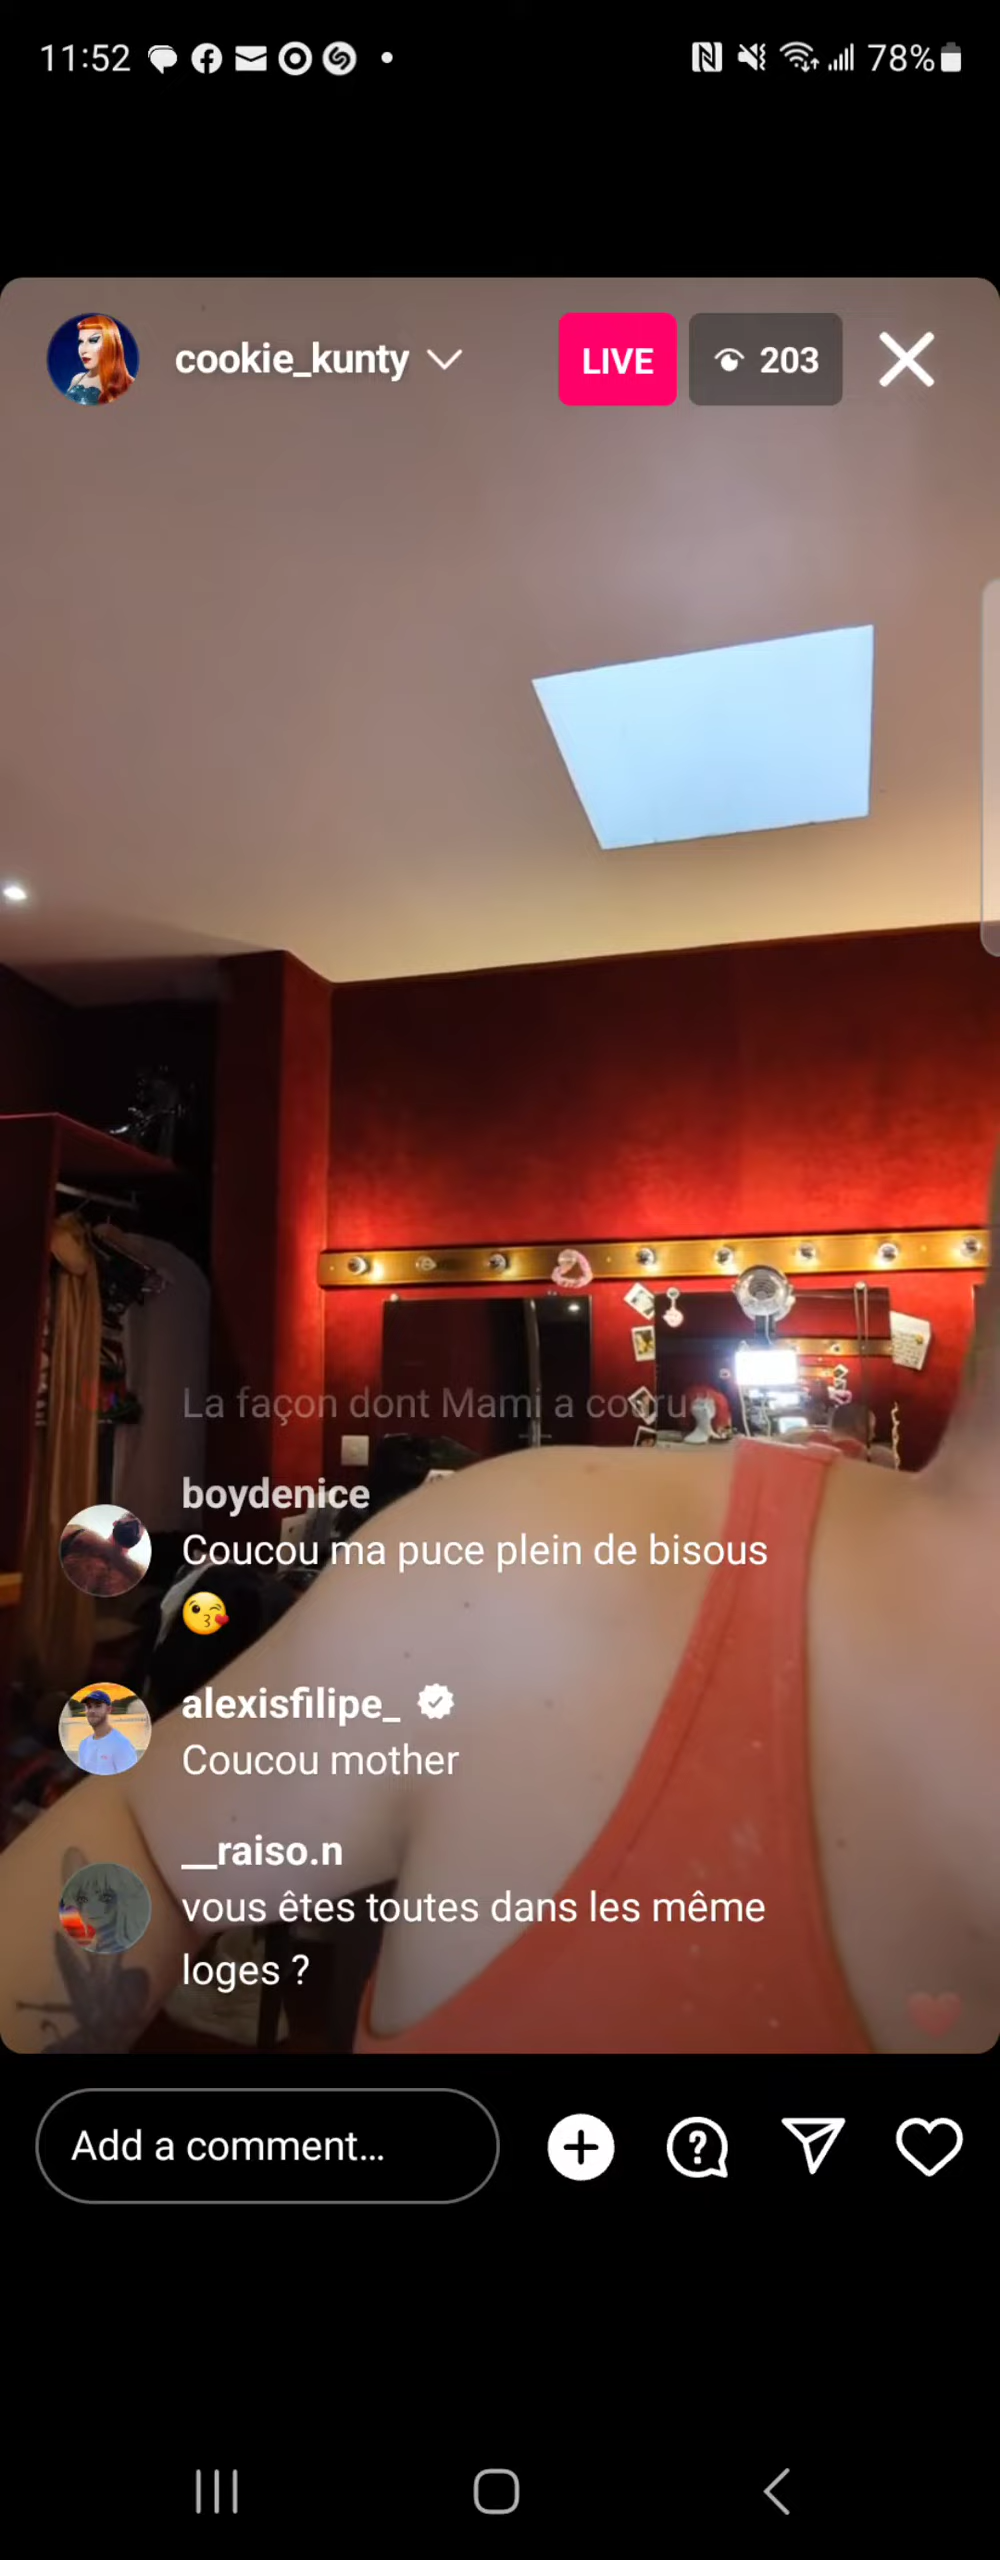 11:52
78%
cookie_kunty
LIVE
203
La façon dont Mami a couru
boydenice
Coucou ma puce plein de bisous
😘
alexisfilipe_
Coucou mother
__raiso.n
vous êtes toutes dans les même
loges ?
Add a comment...